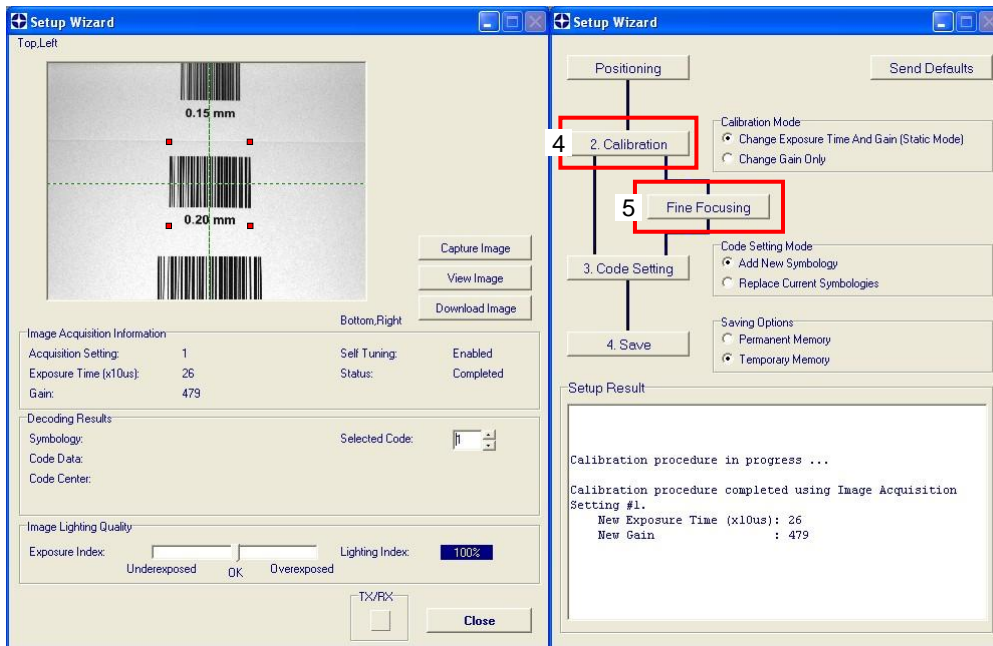 Setup Wizard
Top,Left
0.15 mm
0.20 mm
Capture Image
View Image
Download Image
Bottom,Right
Image Acquisition Information
Acquisition Setting: 1 Self Tuning: Enabled
Exposure Time (x10us): 26 Status: Completed
Gain: 479
Decoding Results
Symbology: Selected Code: 1
Code Data:
Code Center:
Image Lighting Quality
Exposure Index: Lighting Index: 100%
Underexposed OK Overexposed
TX/RX
Close
Setup Wizard
Positioning Send Defaults
4 2. Calibration
Calibration Mode
Change Exposure Time And Gain (Static Mode)
Change Gain Only
5 Fine Focusing
3. Code Setting
Code Setting Mode
Add New Symbology
Replace Current Symbologies
4. Save
Saving Options
Permanent Memory
Temporary Memory
Setup Result
Calibration procedure in progress ...
Calibration procedure completed using Image Acquisition
Setting #1.
New Exposure Time (x10us): 26
New Gain : 479